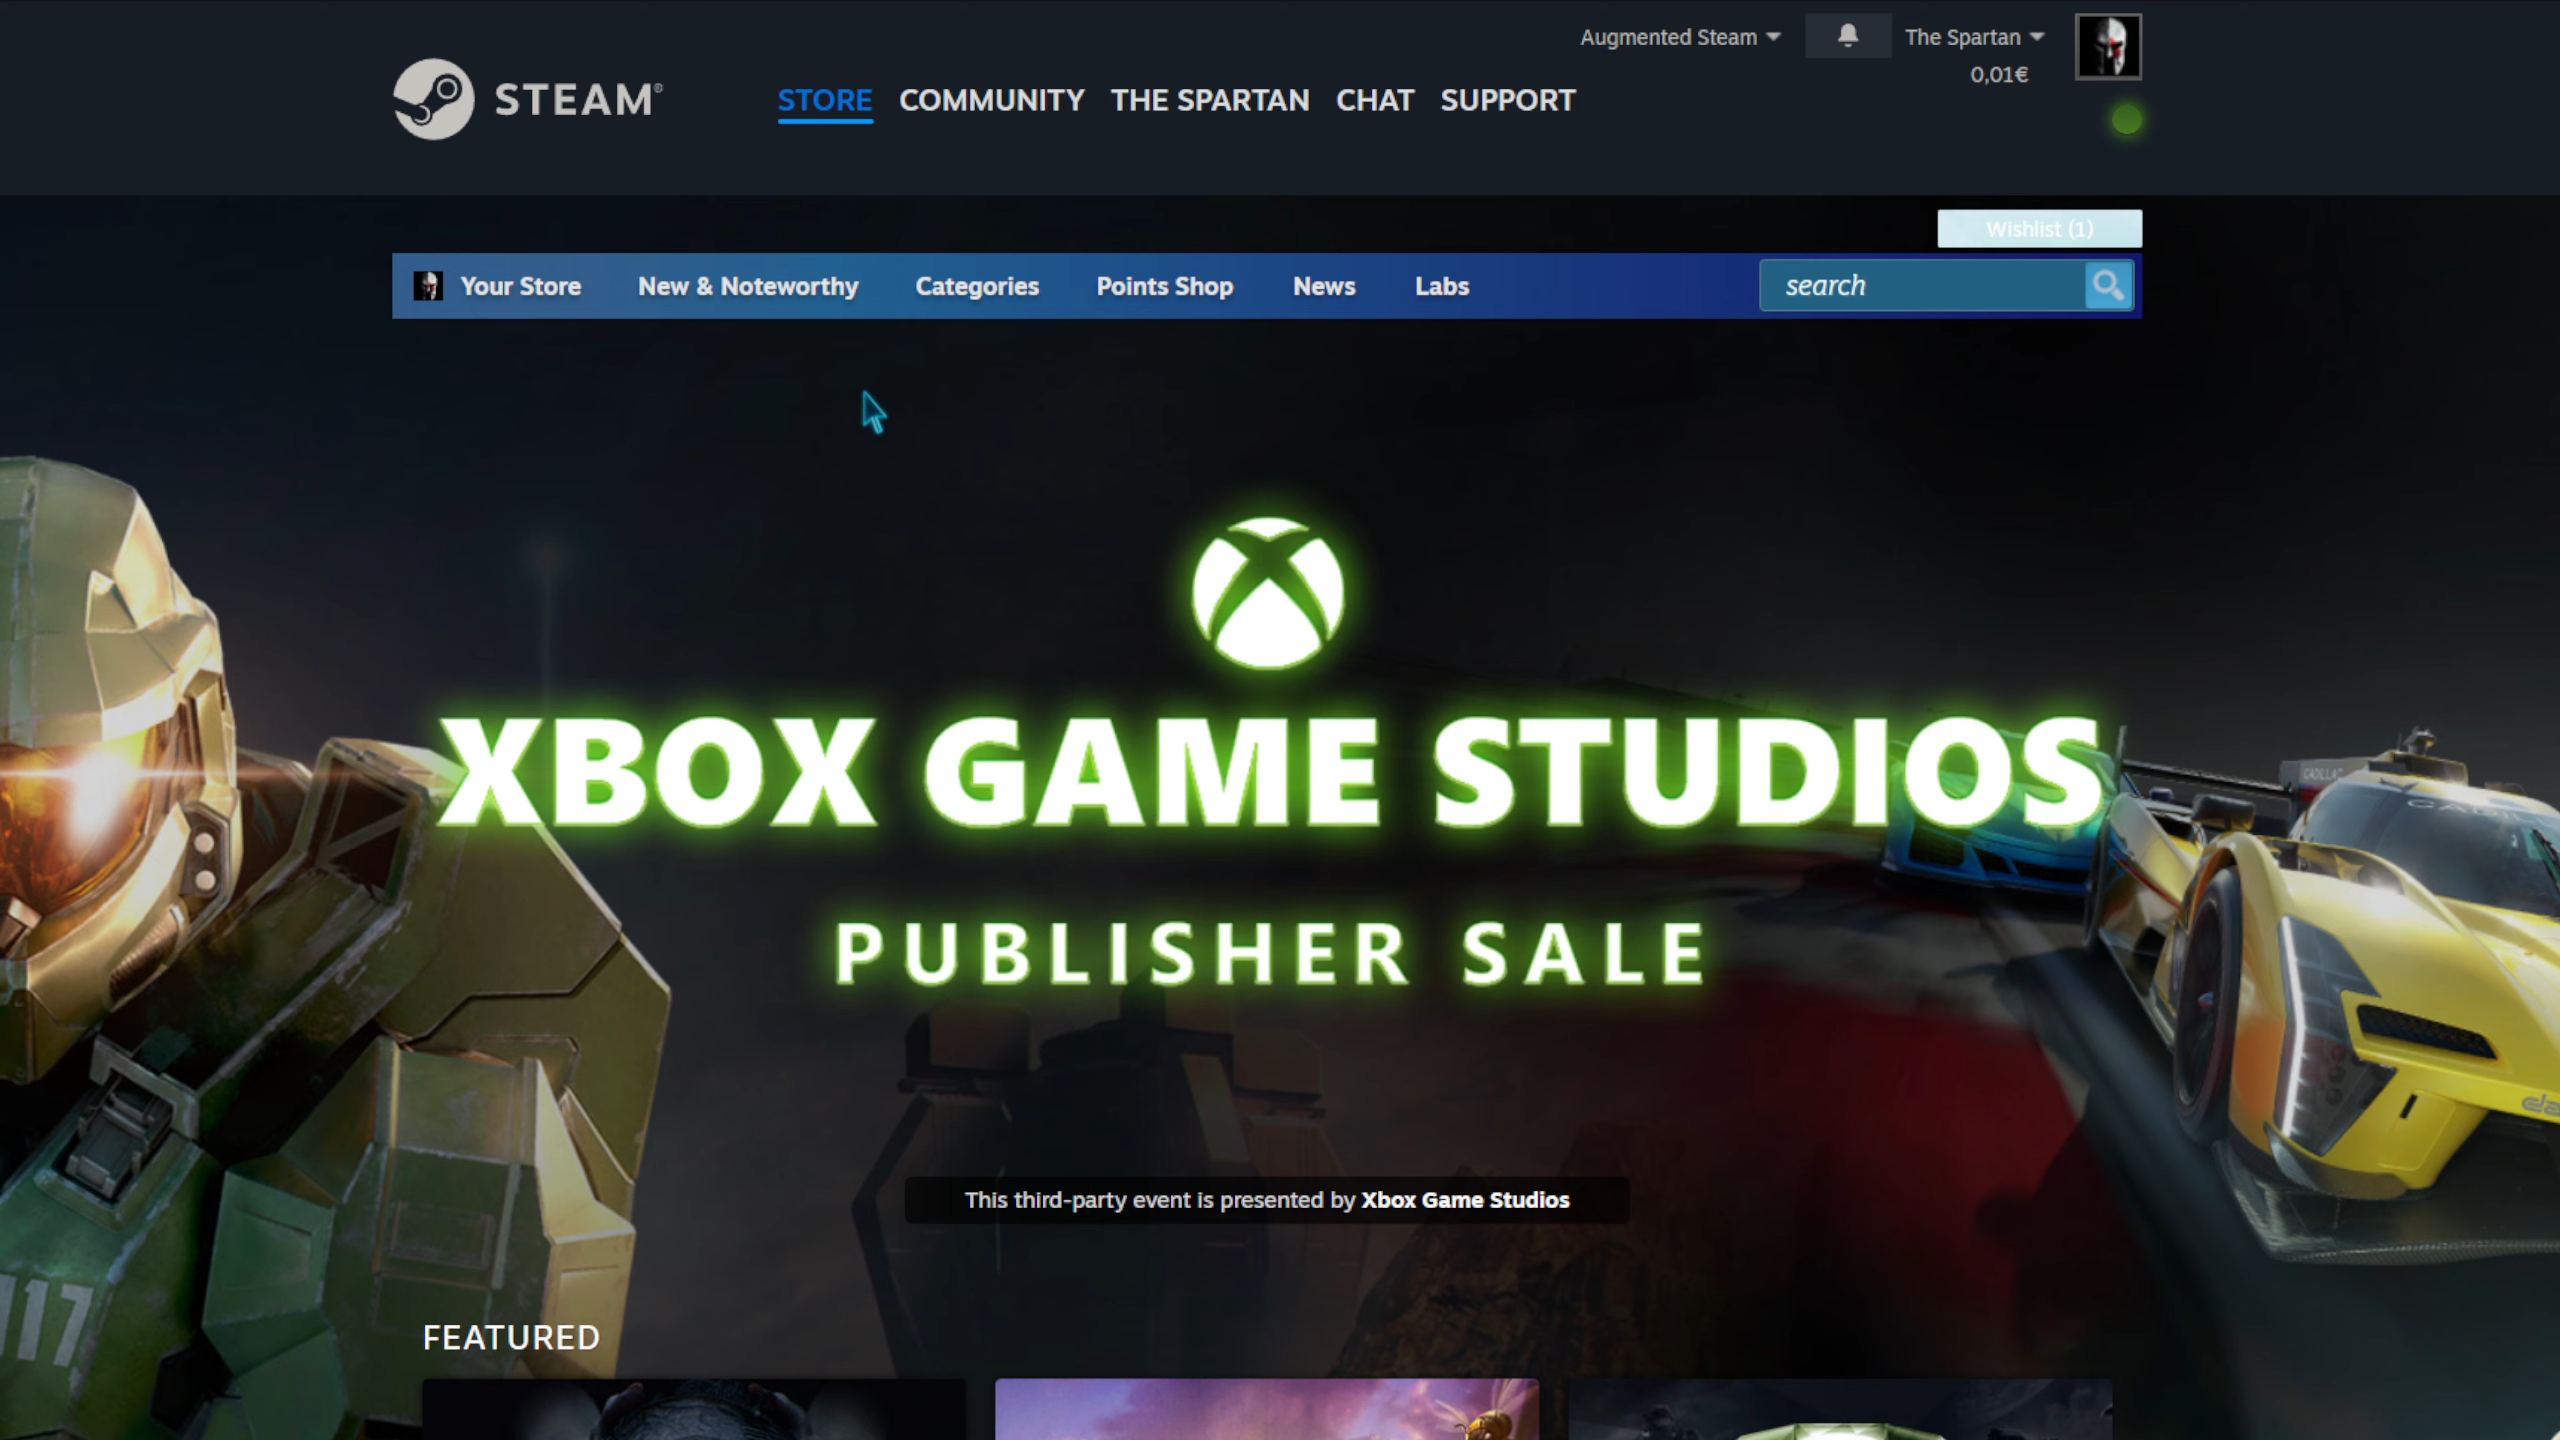 Augmented Steam
The Spartan
0,01€
STEAM®
STORE COMMUNITY THE SPARTAN CHAT SUPPORT
Wishlist (1)
Your Store New & Noteworthy Categories Points Shop News Labs
search
XBOX GAME STUDIOS
PUBLISHER SALE
CADILLAC
117
This third-party event is presented by Xbox Game Studios
FEATURED